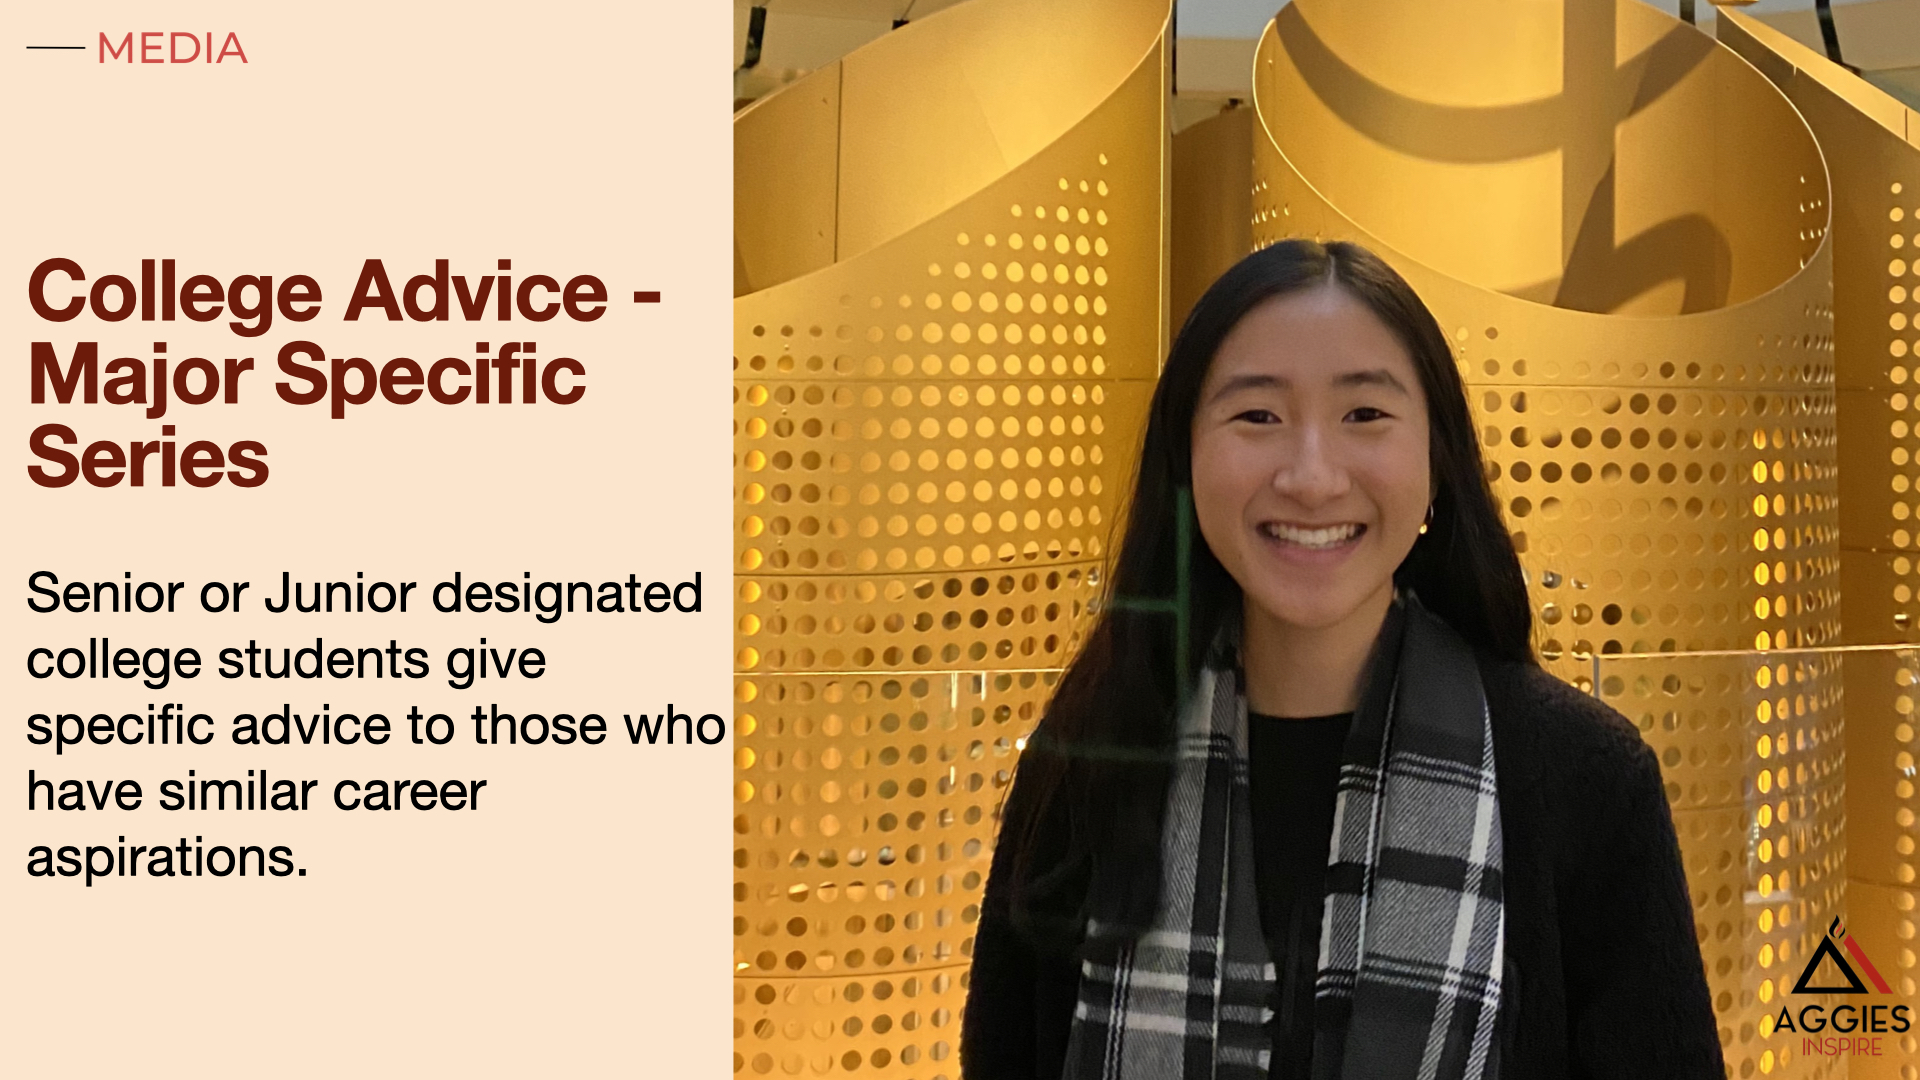 MEDIA
College Advice -
Major Specific
Series
Senior or Junior designated
college students give
specific advice to those who
have similar career
aspirations.
AGGIES
INSPIRE